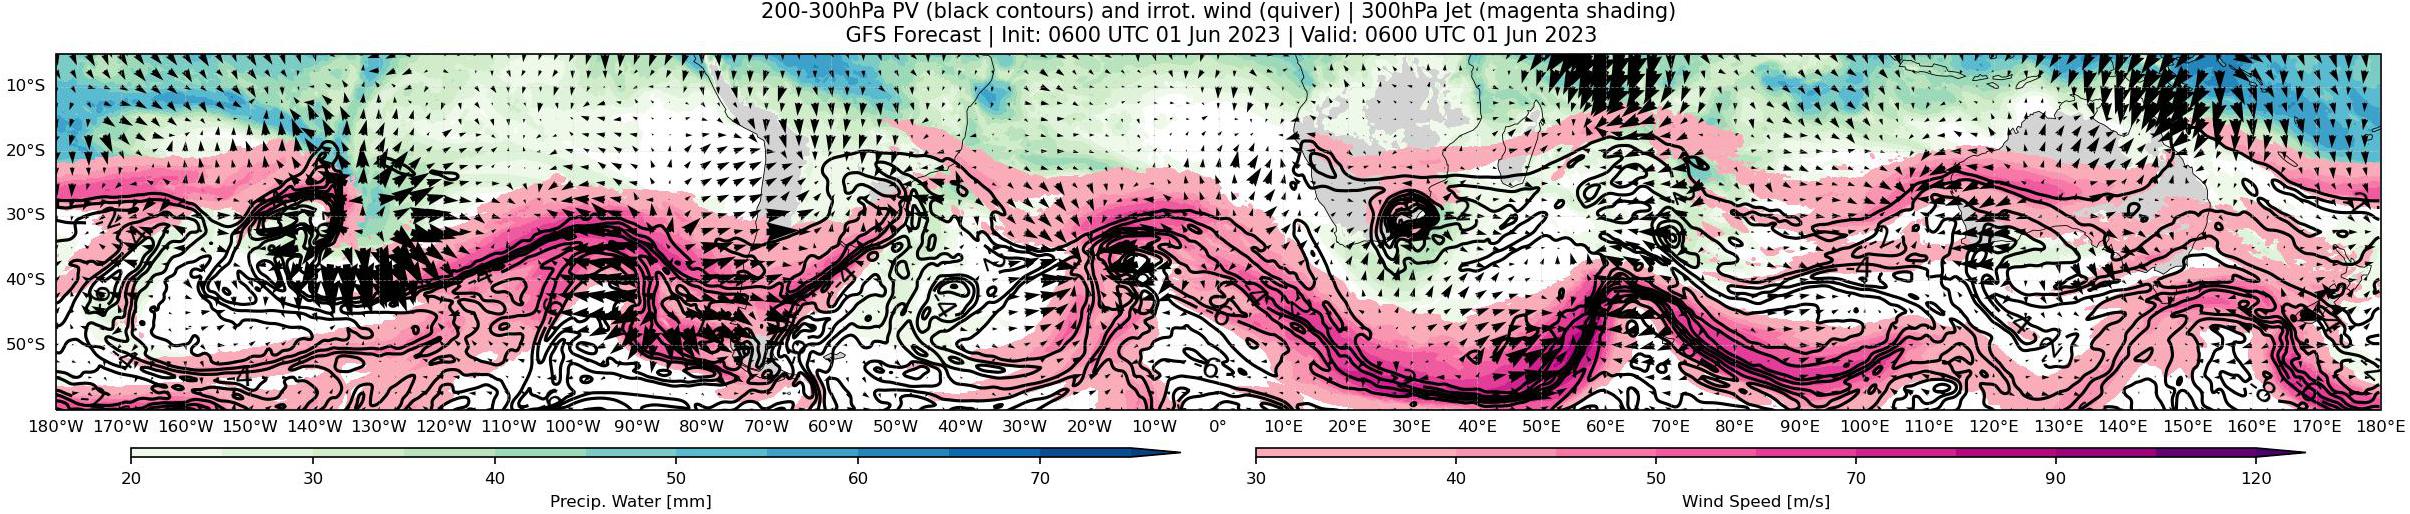 200-300hPa PV (black contours) and irrot. wind (quiver) | 300hPa Jet (magenta shading)
GFS Forecast | Init: 0600 UTC 01 Jun 2023 | Valid: 0600 UTC 01 Jun 2023
10°S
20°S
30°S
40°S
50°S
180°W 170°W 160°W 150°W 140°W 130°W 120°W 110°W 100°W 90°W 80°W 70°W 60°W 50°W 40°W 30°W 20°W 10°W 0° 10°E 20°E 30°E 40°E 50°E 60°E 70°E 80°E 90°E 100°E 110°E 120°E 130°E 140°E 150°E 160°E 170°E 180°E
20 30 40 50 60 70
Precip. Water [mm]
30 40 50 70 90 120
Wind Speed [m/s]